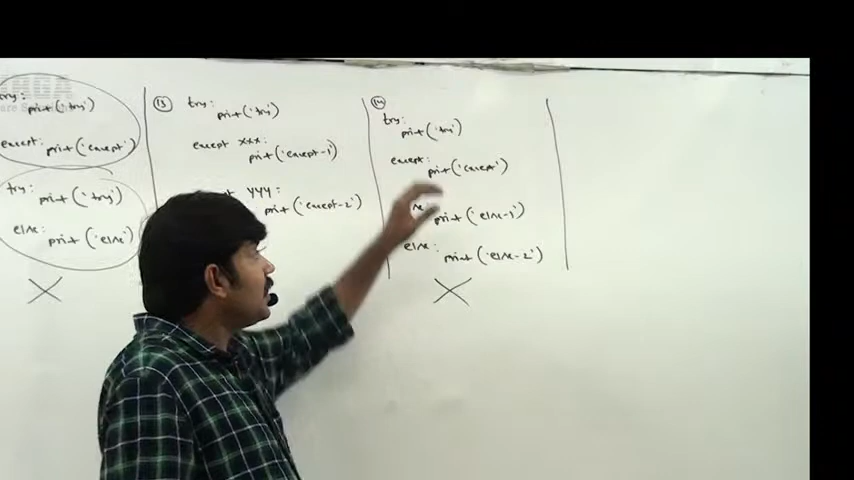 try:
print('try')
except:
print('except')
try:
print('try')
else:
print('else')
13
try:
print('try')
except xxx:
print('except-1')
yyy:
print('except-2')
14
try:
print('try')
except:
print('except')
print('else-1')
else:
print('else-2')